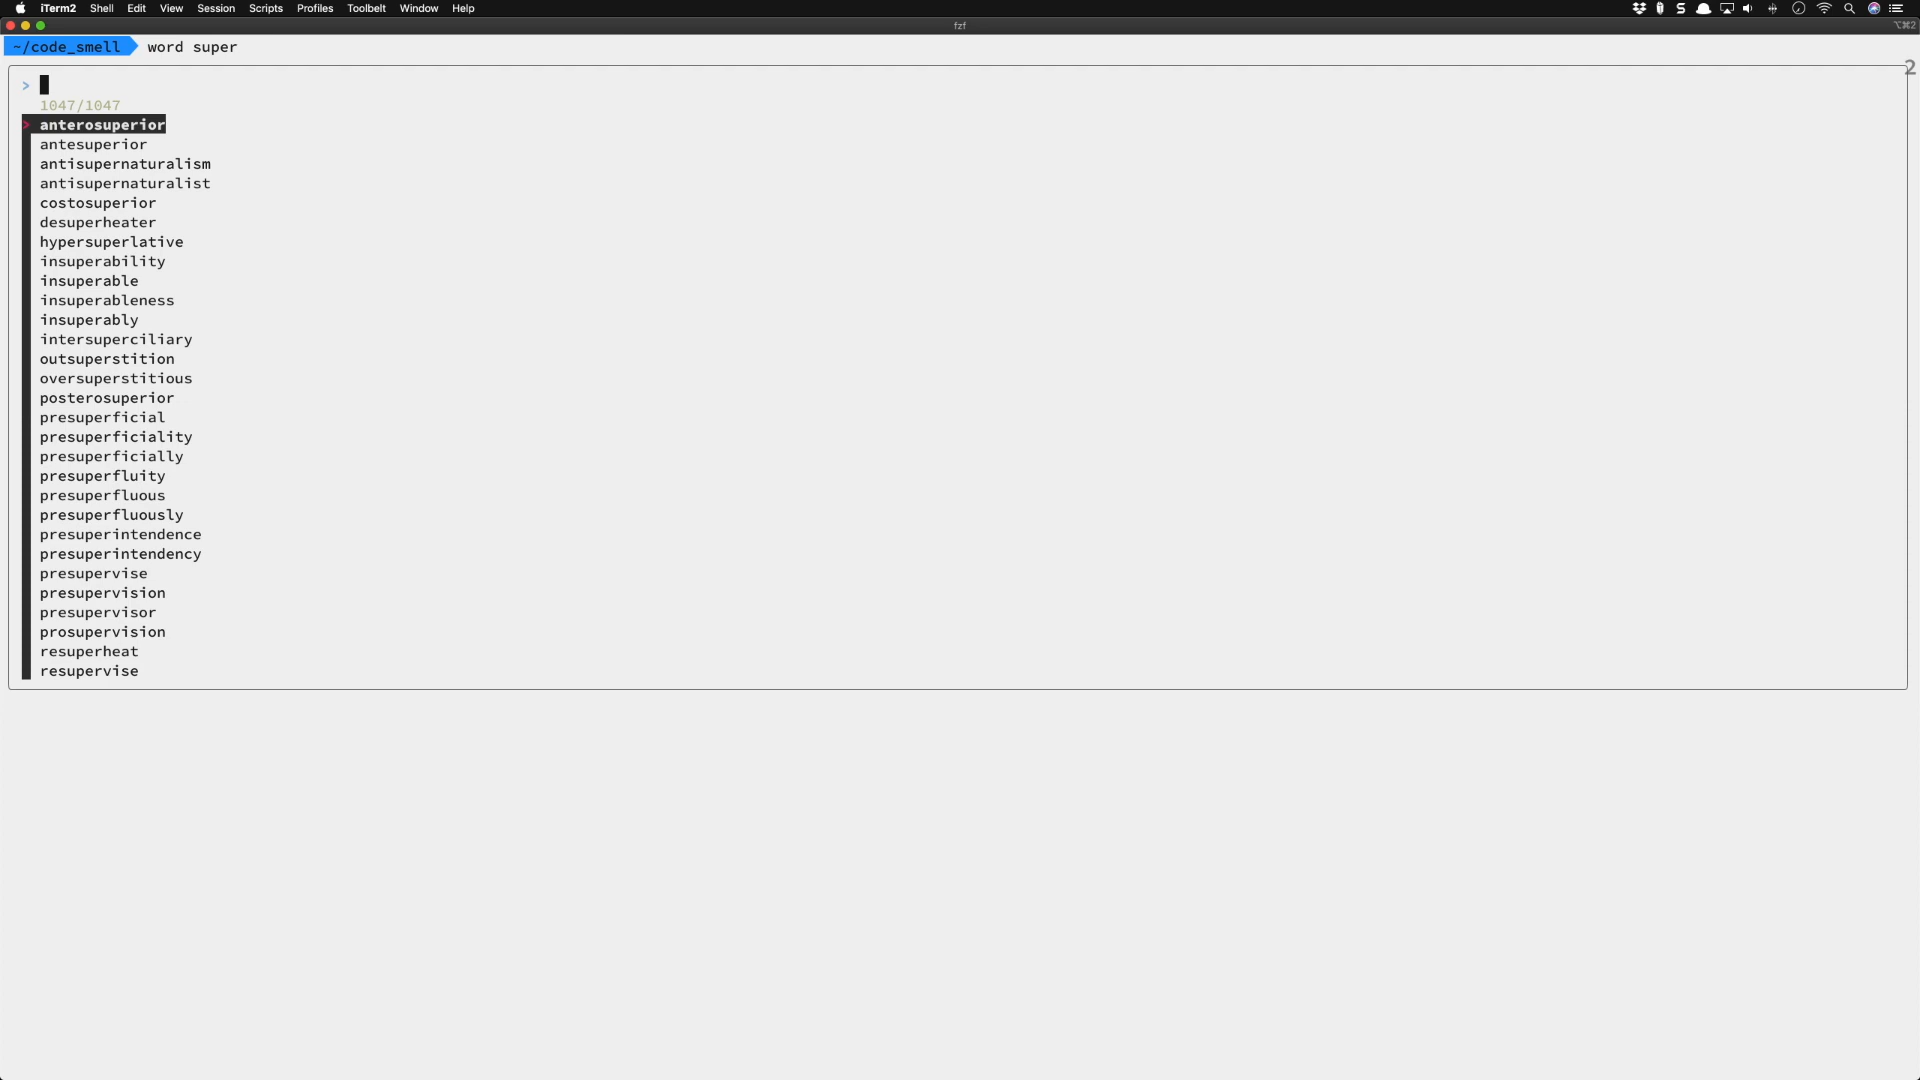 iTerm2 Shell Edit View Session Scripts Profiles Toolbelt Window Help
fzf ⌥⌘2
~/code_smell word super
2
>
1047/1047
> anterosuperior
antesuperior
antisupernaturalism
antisupernaturalist
costosuperior
desuperheater
hypersuperlative
insuperability
insuperable
insuperableness
insuperably
intersuperciliary
outsuperstition
oversuperstitious
posterosuperior
presuperficial
presuperficiality
presuperficially
presuperfluity
presuperfluous
presuperfluously
presuperintendence
presuperintendency
presupervise
presupervision
presupervisor
prosupervision
resuperheat
resupervise